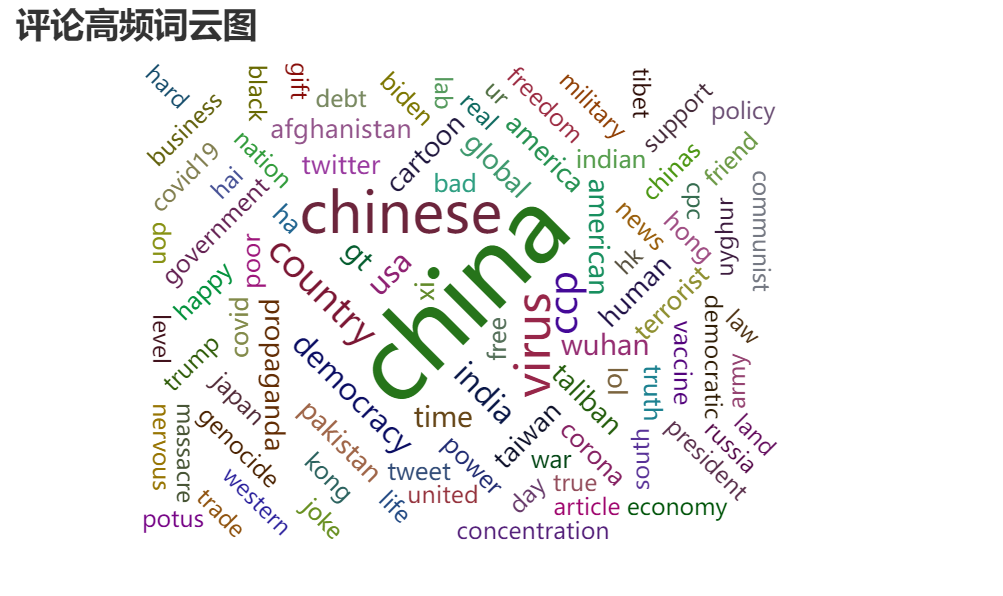 评论高频词云图
hard
business
black
gift
debt
biden
lab
ur
real
freedom
military
tibet
support
policy
covid19
hai
nation
afghanistan
twitter
cartoon
bad
global
america
indian
chinas
friend
don
government
ha
chinese
american
news
cpc
hong
uyghur
communist
happy
poor
country
gt
usa
xi
china
hk
human
terrorist
level
covid
propaganda
free
virus
ccp
wuhan
vaccine
democratic
law
trump
democracy
india
taliban
lol
truth
army
japan
time
taiwan
land
nervous
massacre
genocide
pakistan
tweet
power
war
corona
south
president
russia
kong
western
life
united
day
true
potus
trade
joke
article
economy
concentration